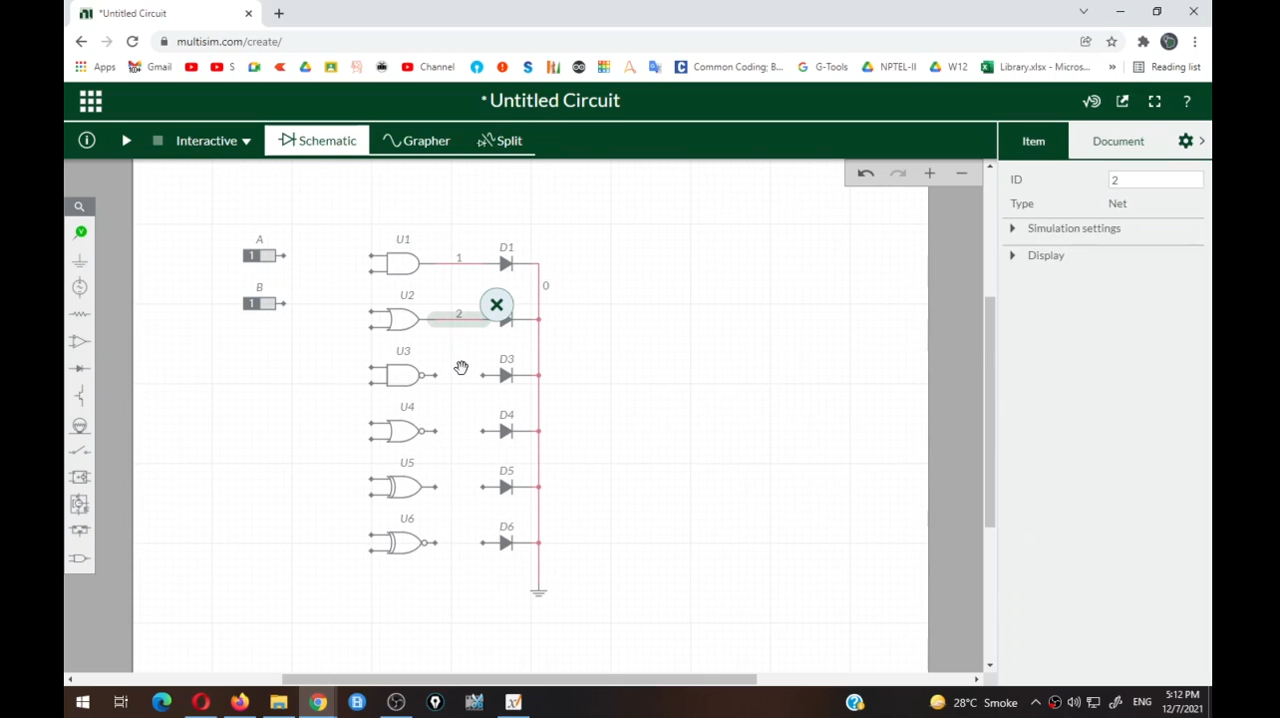 *Untitled Circuit
multisim.com/create/
Apps Gmail S Channel Common Coding; B... G-Tools NPTEL-II W12 Library.xlsx - Micros... » Reading list
* Untitled Circuit
Interactive Schematic Grapher Split Item Document
ID 2
Type Net
Simulation settings
Display
A
1
B
1
U1
1
D1
0
U2
2
U3
D3
U4
D4
U5
D5
U6
D6
28°C Smoke ENG
5:12 PM
12/7/2021